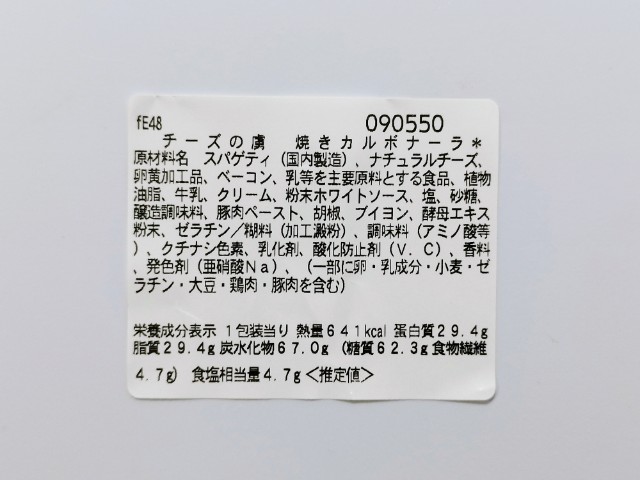 fE48 090550
チーズの虜 焼きカルボナーラ*
原材料名 スパゲティ(国内製造)、ナチュラルチーズ、
卵黄加工品、ベーコン、乳等を主要原料とする食品、植物
油脂、牛乳、クリーム、粉末ホワイトソース、塩、砂糖、
醸造調味料、豚肉ペースト、胡椒、ブイヨン、酵母エキス
粉末、ゼラチン/糊料(加工澱粉)、調味料(アミノ酸等
)、クチナシ色素、乳化剤、酸化防止剤(V.C)、香料
、発色剤(亜硝酸Na)、(一部に卵・乳成分・小麦・ゼ
ラチン・大豆・鶏肉・豚肉を含む)
栄養成分表示 1包装当り 熱量641kcal 蛋白質29.4g
脂質29.4g 炭水化物67.0g (糖質62.3g 食物繊維
4.7g) 食塩相当量4.7g<推定値>